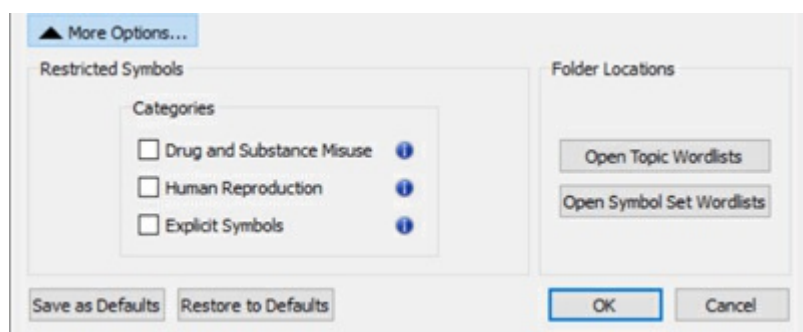 More Options...
Restricted Symbols
Categories
Drug and Substance Misuse
Human Reproduction
Explicit Symbols
Folder Locations
Open Topic Wordlists
Open Symbol Set Wordlists
Save as Defaults
Restore to Defaults
OK
Cancel